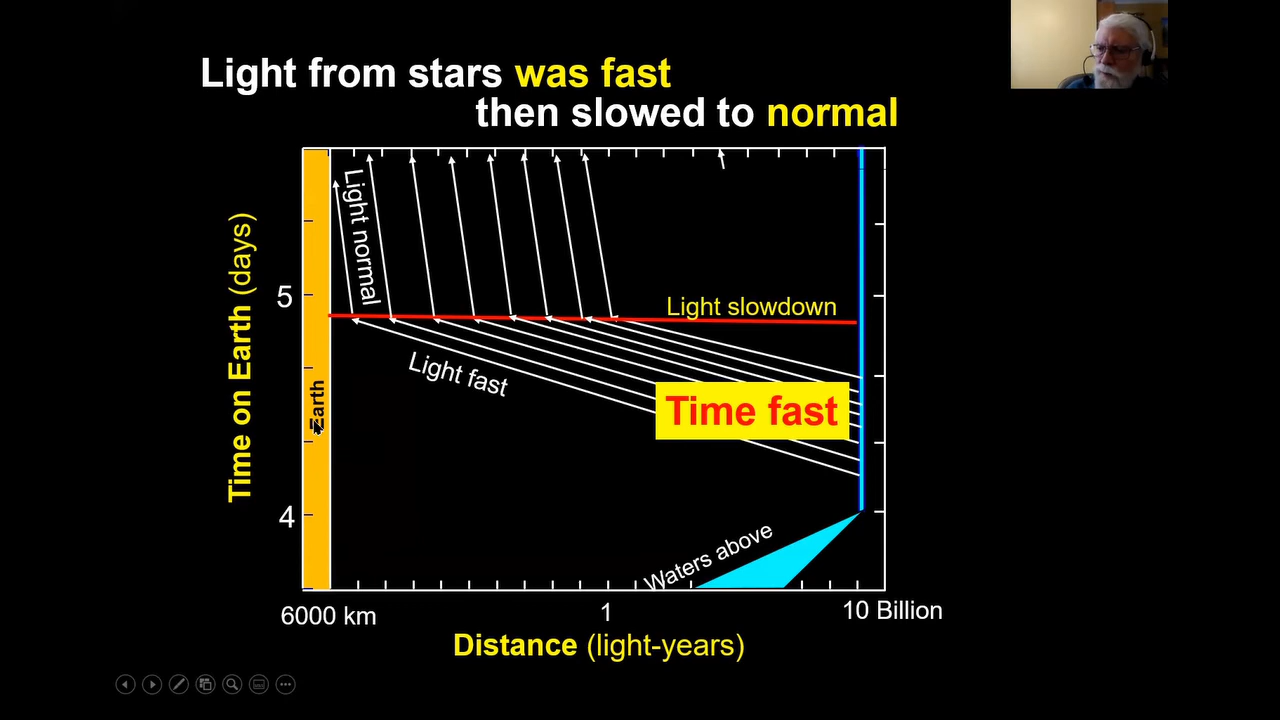 Light from stars was fast
then slowed to normal
Light normal
5
Light slowdown
Time on Earth (days)
Light fast
Time fast
Earth
4
Waters above
6000 km
1
10 Billion
Distance (light-years)